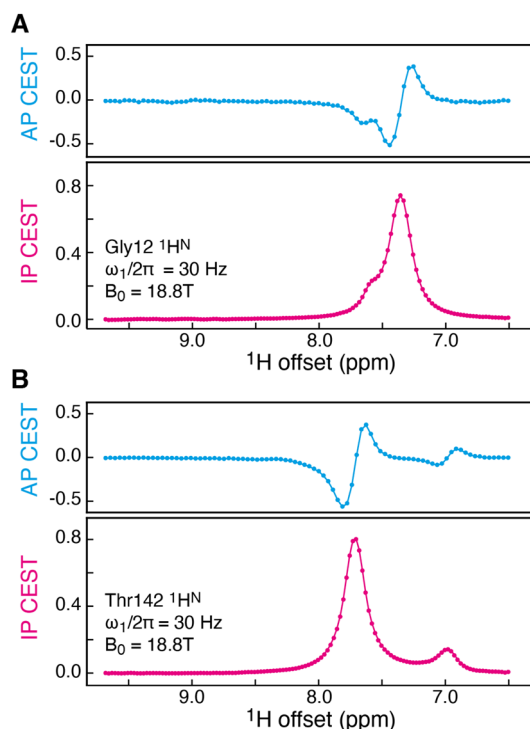 A
AP CEST
0.5
0.0
-0.5
IP CEST
0.8
0.4
0.0
Gly12 ¹Hᴺ
ω₁/2π = 30 Hz
B₀ = 18.8T
9.0 8.0 7.0
¹H offset (ppm)
B
AP CEST
0.5
0.0
-0.5
IP CEST
0.8
0.4
0.0
Thr142 ¹Hᴺ
ω₁/2π = 30 Hz
B₀ = 18.8T
9.0 8.0 7.0
¹H offset (ppm)